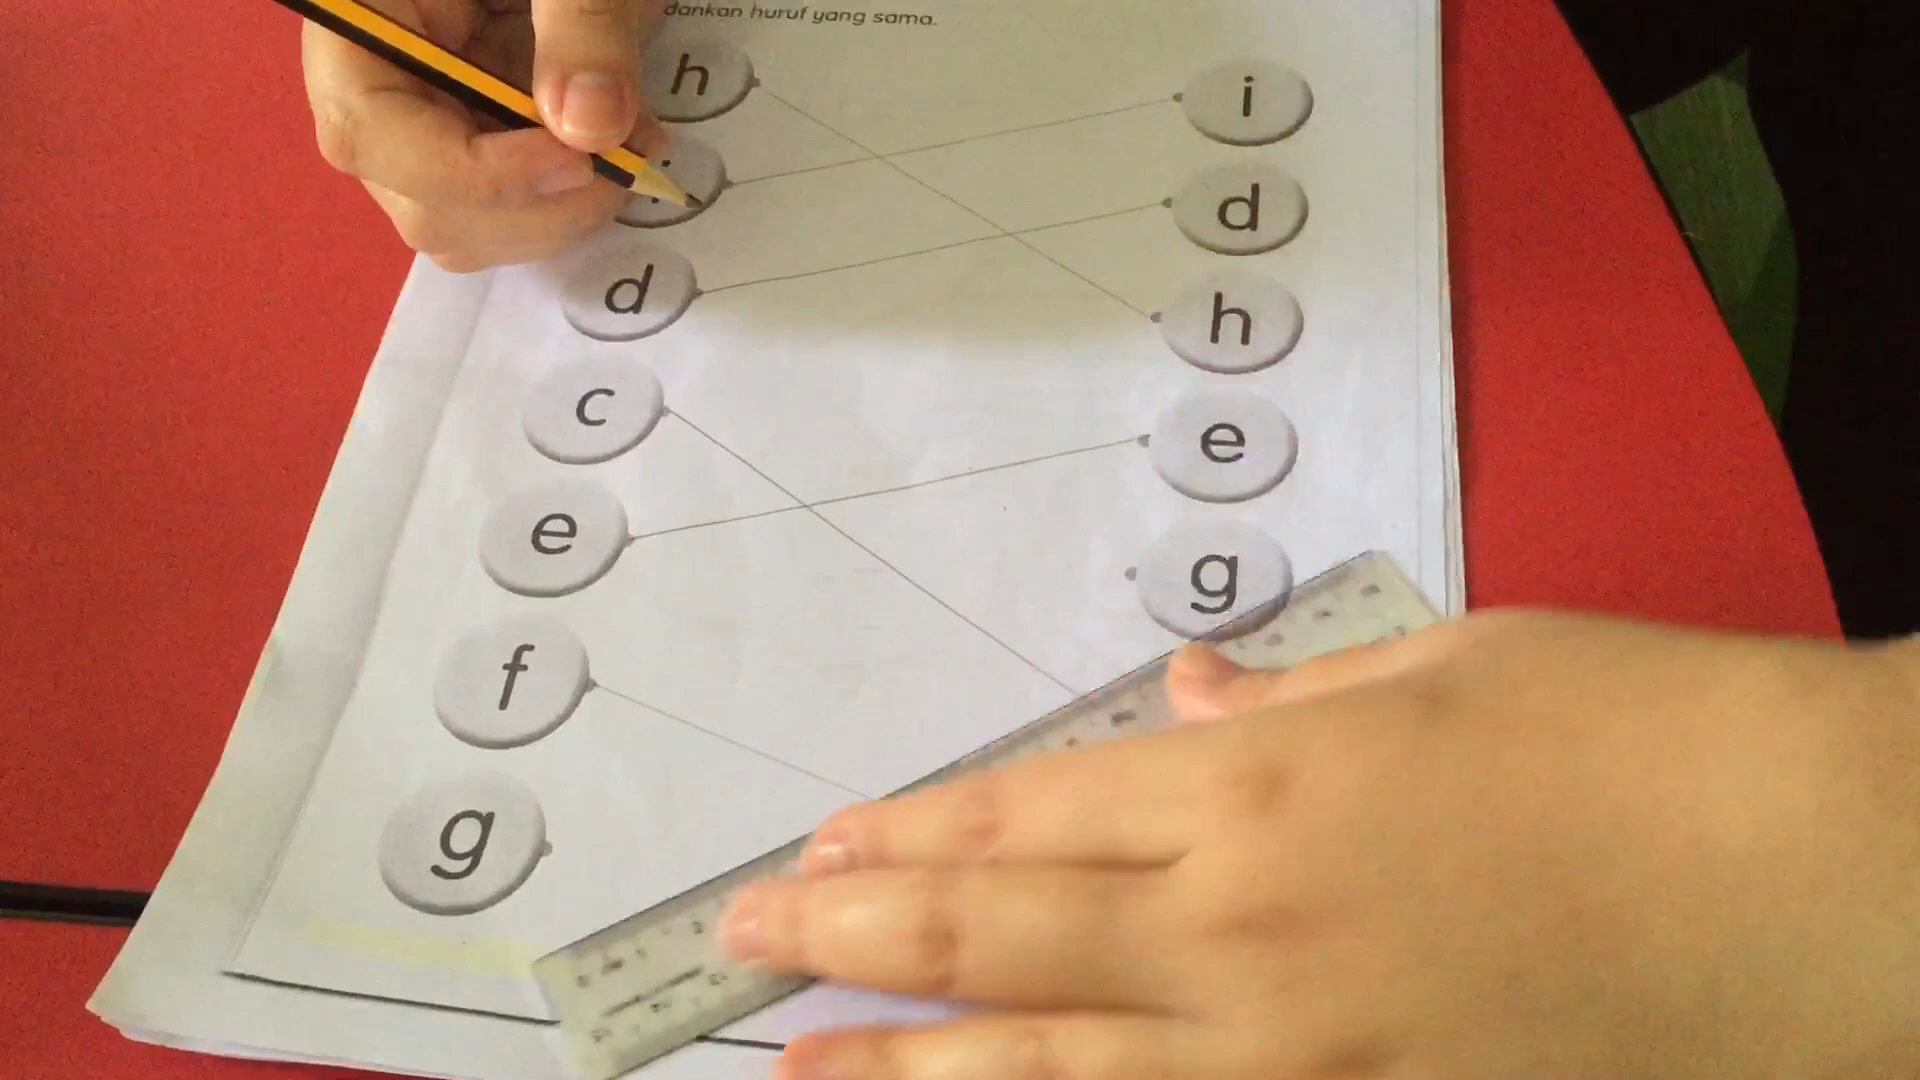 dankan huruf yang sama.
h i
i d
d h
c e
e g
f
g